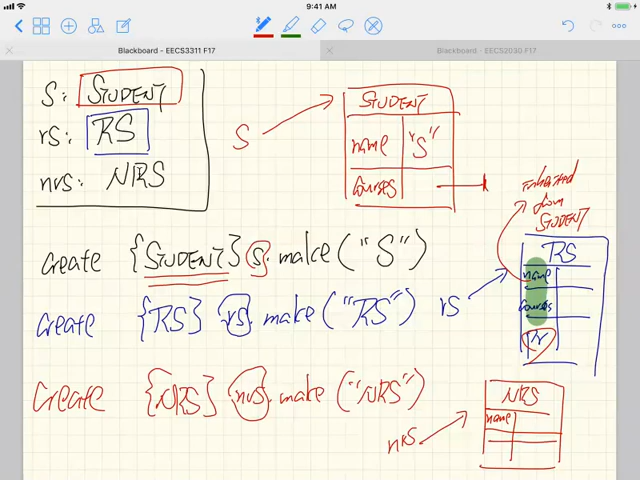 9:41 AM
Blackboard - EECS3311 F17
Blackboard - EECS2030 F17
S: STUDENT
rs: RS
nrs: NRS
S
STUDENT
name "S"
courses
inherited
from
STUDENT
create {STUDENT} s.make("S")
create {RS} rs.make("RS")
rs
RS
name
courses
pr
create {NRS} nrs.make("NRS")
nrs
NRS
name